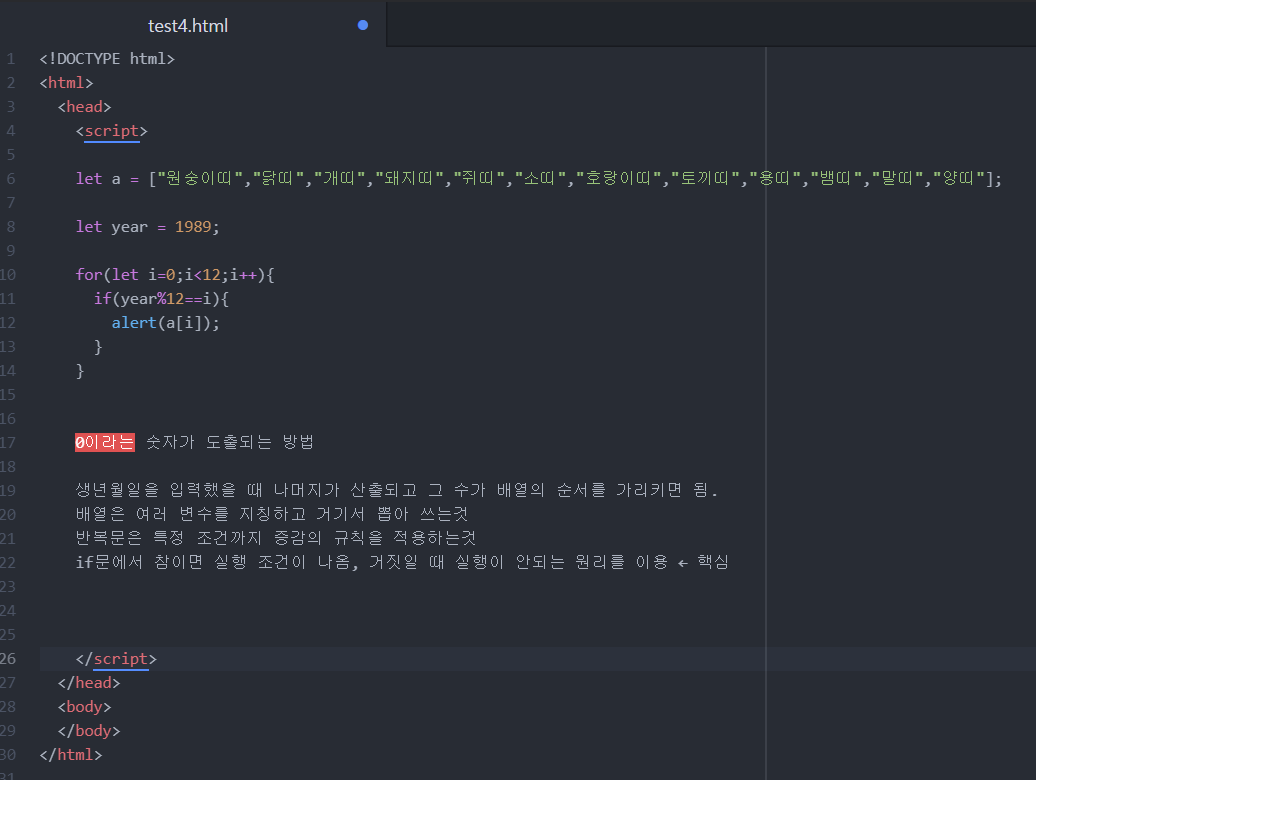 test4.html
1 <!DOCTYPE html>
2 <html>
3 <head>
4 <script>
5
6 let a = ["원숭이띠","닭띠","개띠","돼지띠","쥐띠","소띠","호랑이띠","토끼띠","용띠","뱀띠","말띠","양띠"];
7
8 let year = 1989;
9
10 for(let i=0;i<12;i++){
11 if(year%12==i){
12 alert(a[i]);
13 }
14 }
15
16
17 0이라는 숫자가 도출되는 방법
18
19 생년월일을 입력했을 때 나머지가 산출되고 그 수가 배열의 순서를 가리키면 됨.
20 배열은 여러 변수를 지칭하고 거기서 뽑아 쓰는것
21 반복문은 특정 조건까지 증감의 규칙을 적용하는것
22 if문에서 참이면 실행 조건이 나옴, 거짓일 때 실행이 안되는 원리를 이용 ← 핵심
23
24
25
26 </script>
27 </head>
28 <body>
29 </body>
30 </html>
31